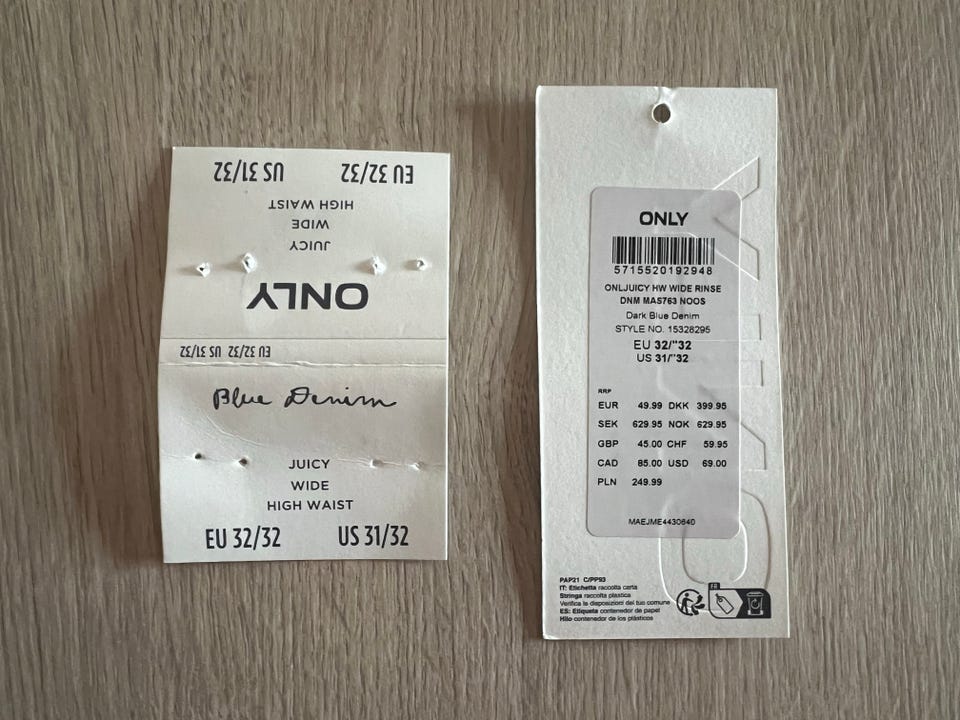 EU 32/32 US 31/32
HIGH WAIST
WIDE
JUICY
ONLY
EU 32/32 US 31/32
Blue Denim
JUICY
WIDE
HIGH WAIST
EU 32/32 US 31/32
ONLY
5715520192948
ONLJUICY HW WIDE RINSE
DNM MAS763 NOOS
Dark Blue Denim
STYLE NO. 15328295
EU 32/"32
US 31/"32
RRP
EUR 49.99 DKK 399.95
SEK 629.95 NOK 629.95
GBP 45.00 CHF 59.95
CAD 85.00 USD 69.00
PLN 249.99
MAEJME4430640
PAP21 C/PP93
IT: Etichetta raccolta carta
Stringa raccolta plastica
Verifica la disposizioni del tuo comune
ES: Etiqueta contenedor de papel
Hilo contenedor de los plásticos
FR
ONLY